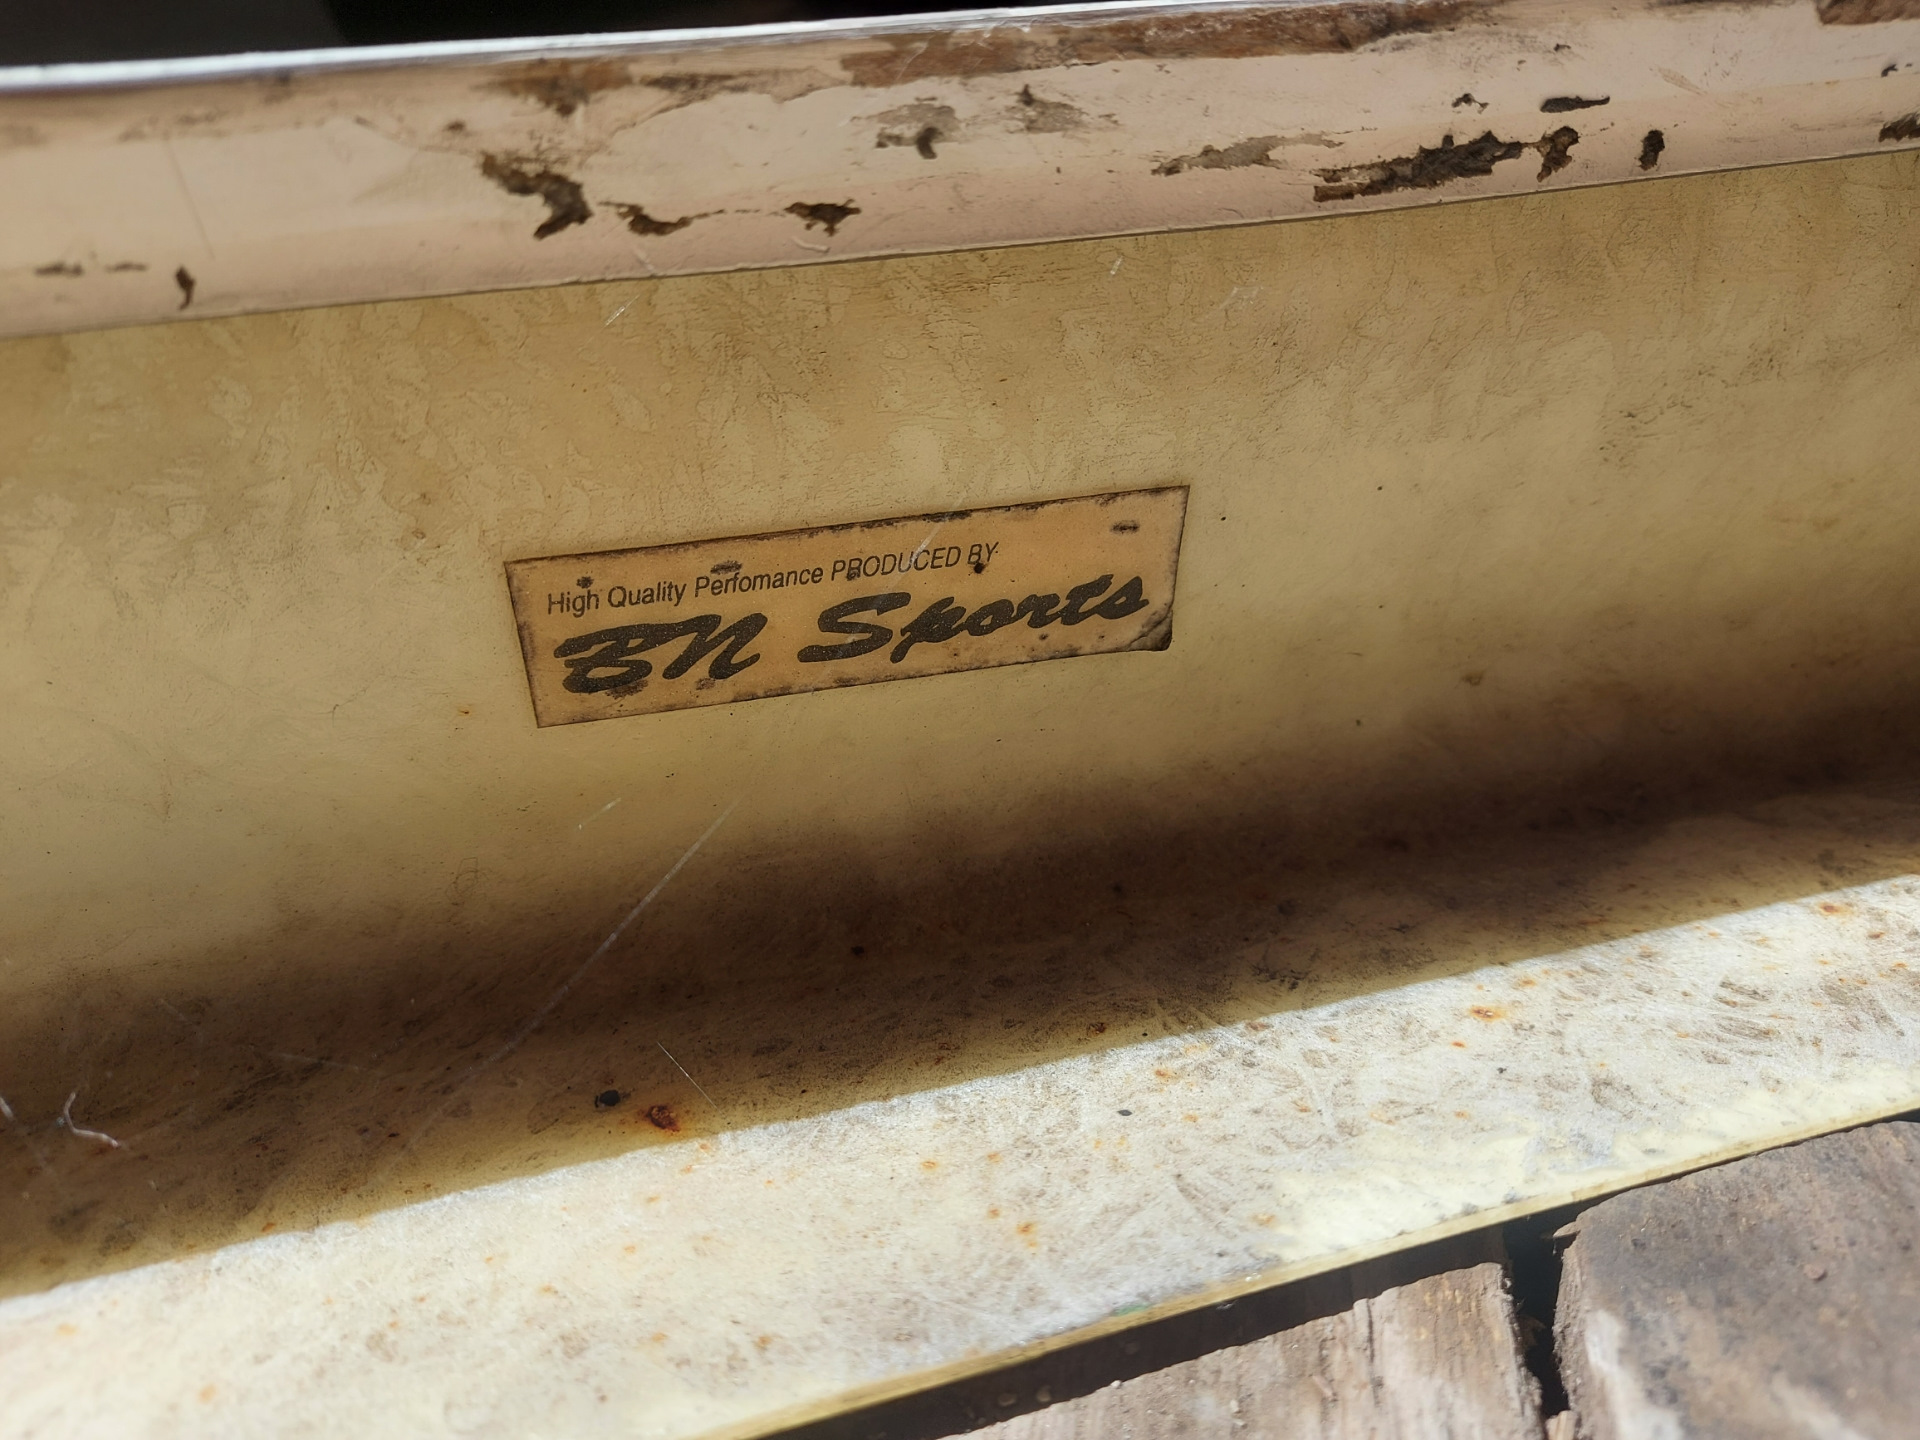 High Quality Perfomance PRODUCED BY
BN Sports